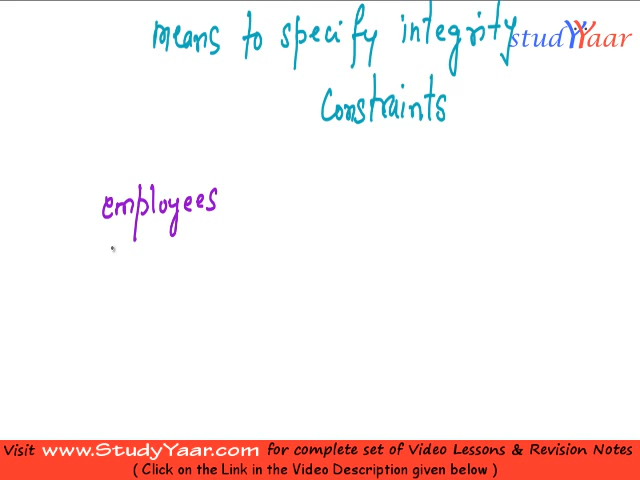 means to specify integrity
studYYaar
constraints
employees
Visit www.StudyYaar.com for complete set of Video Lessons & Revision Notes
( Click on the Link in the Video Description given below )